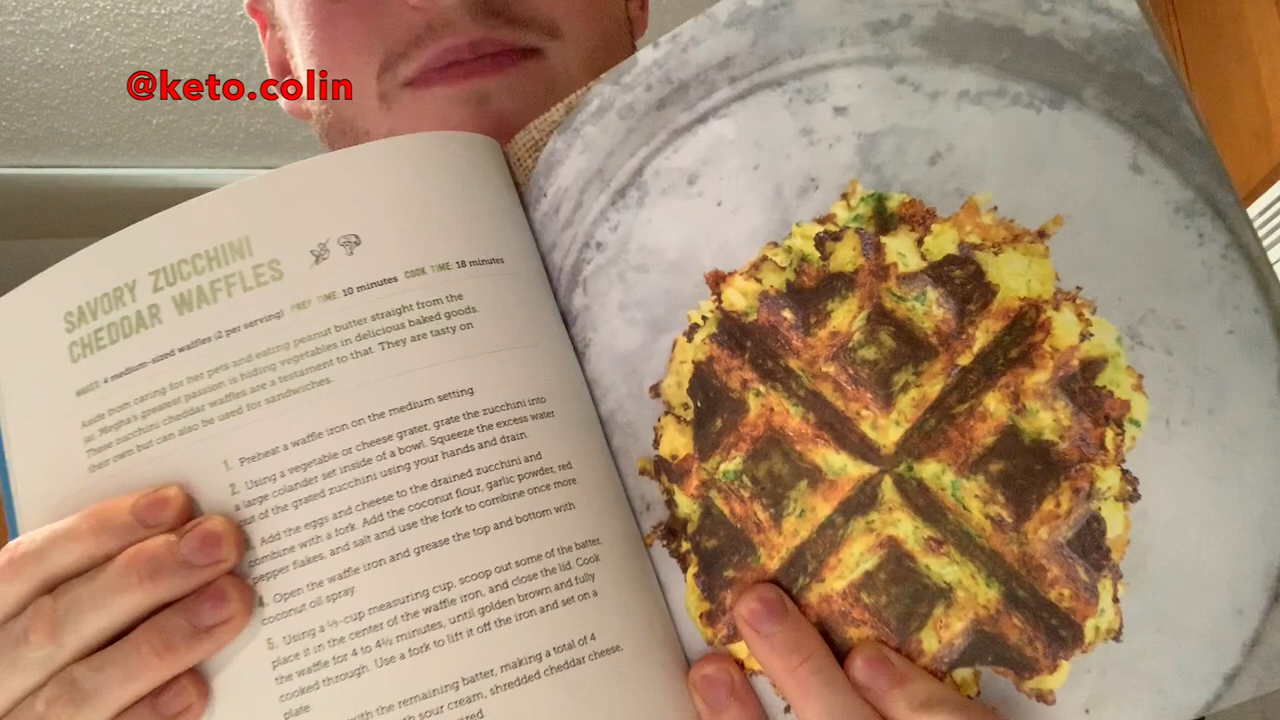 @keto.colin
SAVORY ZUCCHINI
CHEDDAR WAFFLES
MAKES: 4 medium-sized waffles (2 per serving) PREP TIME: 10 minutes COOK TIME: 18 minutes
Aside from caring for her pets and eating peanut butter straight from the
jar, Megha's greatest passion is hiding vegetables in delicious baked goods.
These zucchini cheddar waffles are a testament to that. They are tasty on
their own but can also be used for sandwiches.
1. Preheat a waffle iron on the medium setting
2. Using a vegetable or cheese grater, grate the zucchini into
a large colander set inside of a bowl. Squeeze the excess water
out of the grated zucchini using your hands and drain.
Add the eggs and cheese to the drained zucchini and
combine with a fork. Add the coconut flour, garlic powder, red
pepper flakes, and salt and use the fork to combine once more
4. Open the waffle iron and grease the top and bottom with
coconut oil spray.
5. Using a ⅓-cup measuring cup, scoop out some of the batter,
place it in the center of the waffle iron, and close the lid. Cook
the waffle for 4 to 4½ minutes, until golden brown and fully
cooked through. Use a fork to lift it off the iron and set on a
plate.
with the remaining batter, making a total of 4
with sour cream, shredded cheddar cheese,